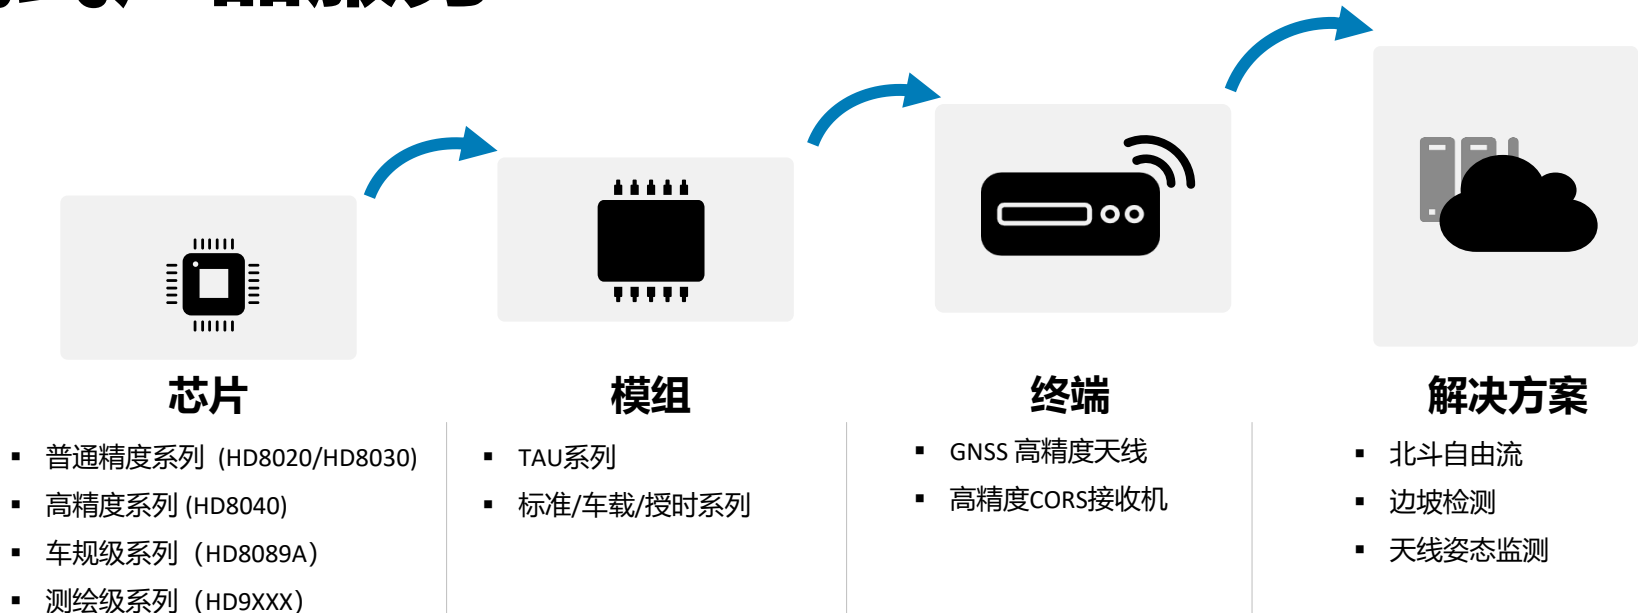 芯片
普通精度系列 (HD8020/HD8030)
高精度系列 (HD8040)
车规级系列（HD8089A）
测绘级系列（HD9XXX）
模组
TAU系列
标准/车载/授时系列
终端
GNSS 高精度天线
高精度CORS接收机
解决方案
北斗自由流
边坡检测
天线姿态监测